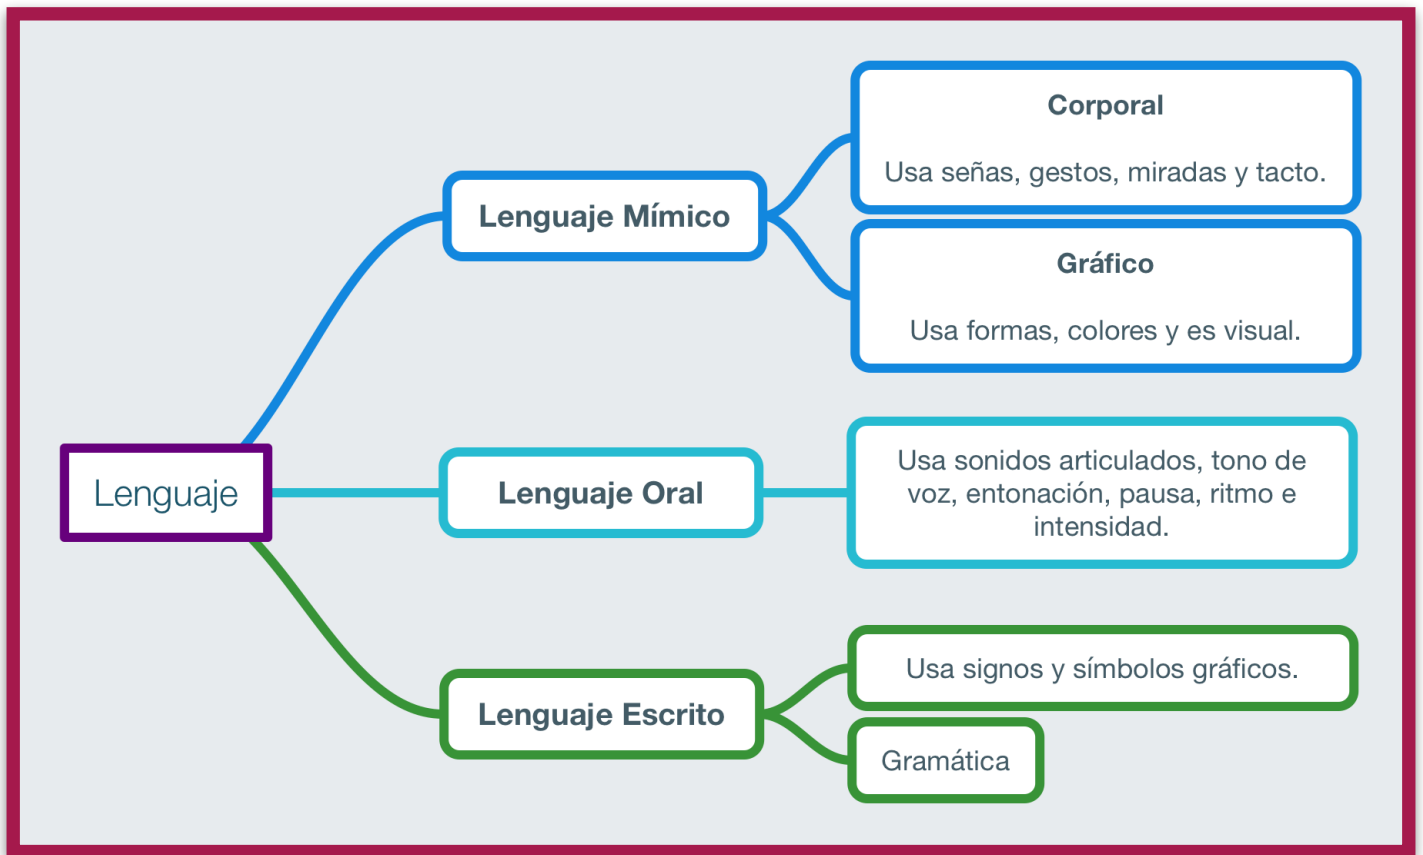 Lenguaje
Lenguaje Mímico
Corporal
Usa señas, gestos, miradas y tacto.
Gráfico
Usa formas, colores y es visual.
Lenguaje Oral
Usa sonidos articulados, tono de
voz, entonación, pausa, ritmo e
intensidad.
Lenguaje Escrito
Usa signos y símbolos gráficos.
Gramática